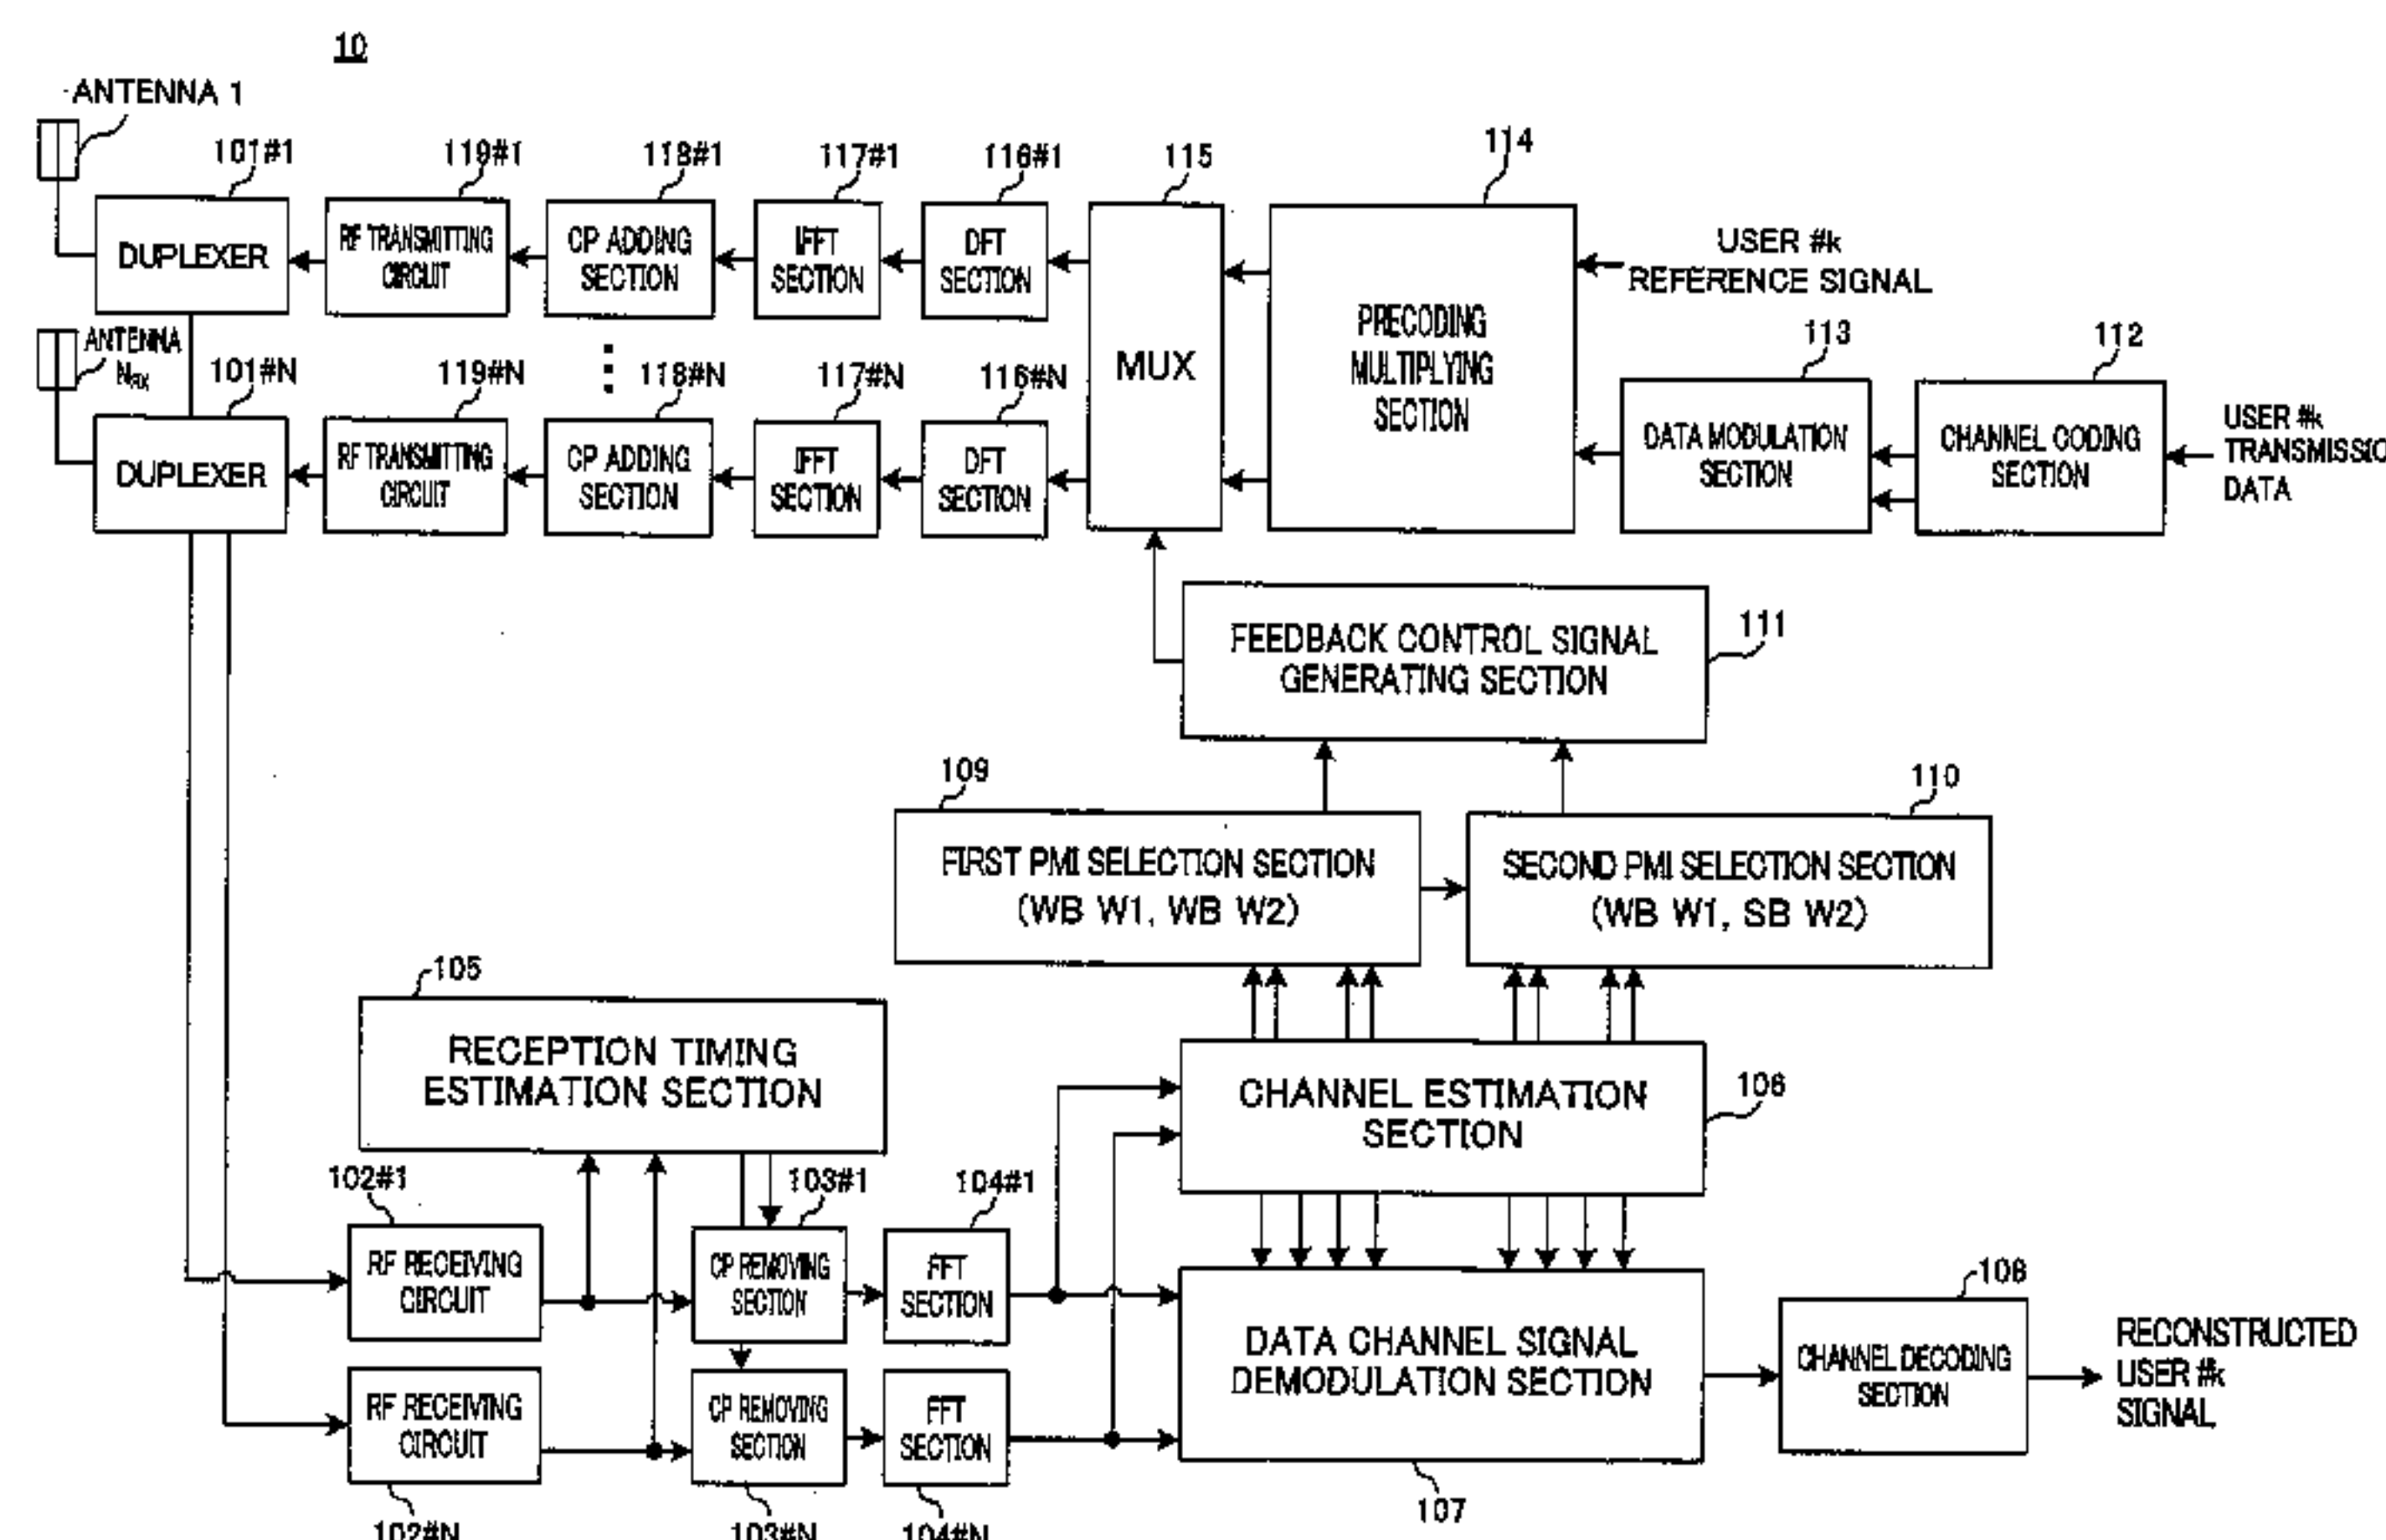 10
ANTENNA 1
101#1
119#1
118#1
117#1
116#1
115
114
DUPLEXER
RF TRANSMITTING
CIRCUIT
CP ADDING
SECTION
IFFT
SECTION
DFT
SECTION
MUX
PRECODING
MULTIPLYING
SECTION
USER #k
REFERENCE SIGNAL
113
112
ANTENNA
NRX
101#N
119#N
118#N
117#N
116#N
DUPLEXER
RF TRANSMITTING
CIRCUIT
CP ADDING
SECTION
IFFT
SECTION
DFT
SECTION
DATA MODULATION
SECTION
CHANNEL CODING
SECTION
USER #k
TRANSMISSIO
DATA
FEEDBACK CONTROL SIGNAL
GENERATING SECTION
111
109
110
FIRST PMI SELECTION SECTION
(WB W1, WB W2)
SECOND PMI SELECTION SECTION
(WB W1, SB W2)
105
RECEPTION TIMING
ESTIMATION SECTION
CHANNEL ESTIMATION
SECTION
106
102#1
103#1
104#1
RF RECEIVING
CIRCUIT
CP REMOVING
SECTION
FFT
SECTION
108
RF RECEIVING
CIRCUIT
CP REMOVING
SECTION
FFT
SECTION
DATA CHANNEL SIGNAL
DEMODULATION SECTION
CHANNEL DECODING
SECTION
RECONSTRUCTED
USER #k
SIGNAL
102#N
103#N
104#N
107